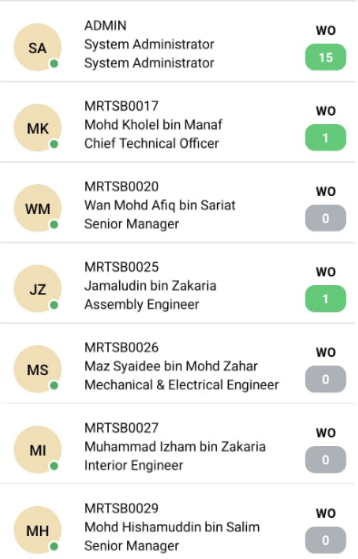 SA
ADMIN
System Administrator
System Administrator
WO
15
MK
MRTSB0017
Mohd Kholel bin Manaf
Chief Technical Officer
WO
1
WM
MRTSB0020
Wan Mohd Afiq bin Sariat
Senior Manager
WO
0
JZ
MRTSB0025
Jamaludin bin Zakaria
Assembly Engineer
WO
1
MS
MRTSB0026
Maz Syaidee bin Mohd Zahar
Mechanical & Electrical Engineer
WO
0
MI
MRTSB0027
Muhammad Izham bin Zakaria
Interior Engineer
WO
0
MH
MRTSB0029
Mohd Hishamuddin bin Salim
Senior Manager
WO
0